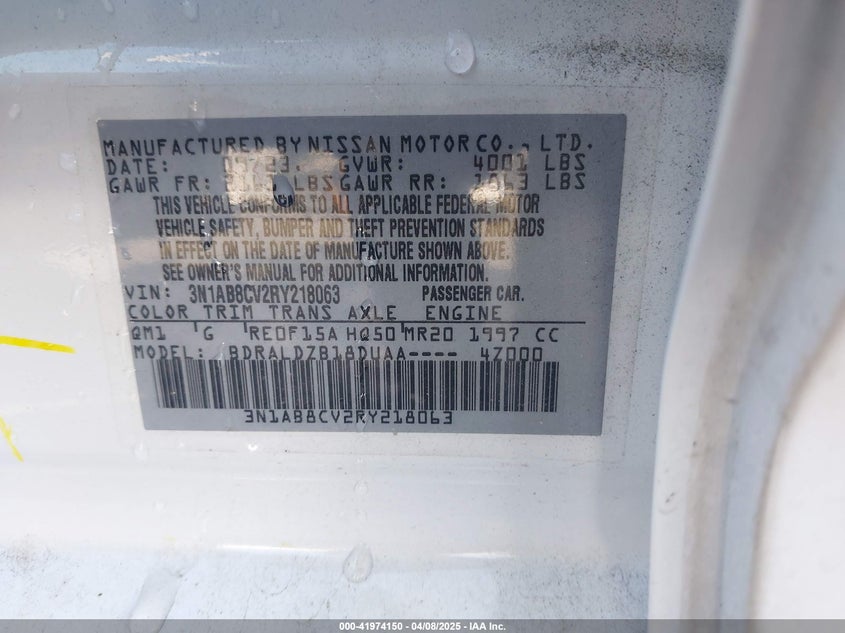 MANUFACTURED BY NISSAN MOTOR CO., LTD.
DATE: GVWR: 4001 LBS
GAWR FR: LBS GAWR RR: 1863 LBS
THIS VEHICLE CONFORMS TO ALL APPLICABLE FEDERAL MOTOR
VEHICLE SAFETY, BUMPER AND THEFT PREVENTION STANDARDS
IN EFFECT ON THE DATE OF MANUFACTURE SHOWN ABOVE.
SEE OWNER'S MANUAL FOR ADDITIONAL INFORMATION.
VIN: 3N1AB8CV2RY218063 PASSENGER CAR.
COLOR TRIM TRANS AXLE ENGINE
QM1 'G 'RE0F15A HQ50'MR20 1997 CC
MODEL: BDRALDZB18DUAA---- 4Z000
3N1AB8CV2RY218063
000-41974150 - 04/08/2025 - IAA Inc.